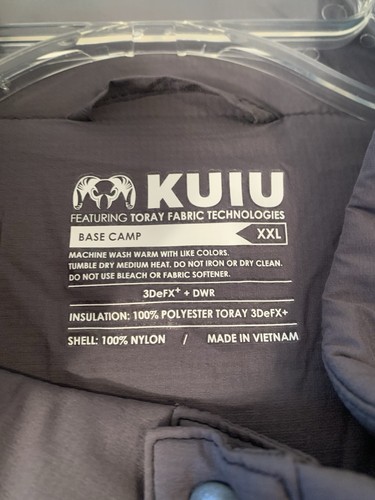 KUIU
FEATURING TORAY FABRIC TECHNOLOGIES
BASE CAMP XXL
MACHINE WASH WARM WITH LIKE COLORS.
TUMBLE DRY MEDIUM HEAT. DO NOT IRON OR DRY CLEAN.
DO NOT USE BLEACH OR FABRIC SOFTENER.
3DeFX+ + DWR
INSULATION: 100% POLYESTER TORAY 3DeFX+
SHELL: 100% NYLON / MADE IN VIETNAM